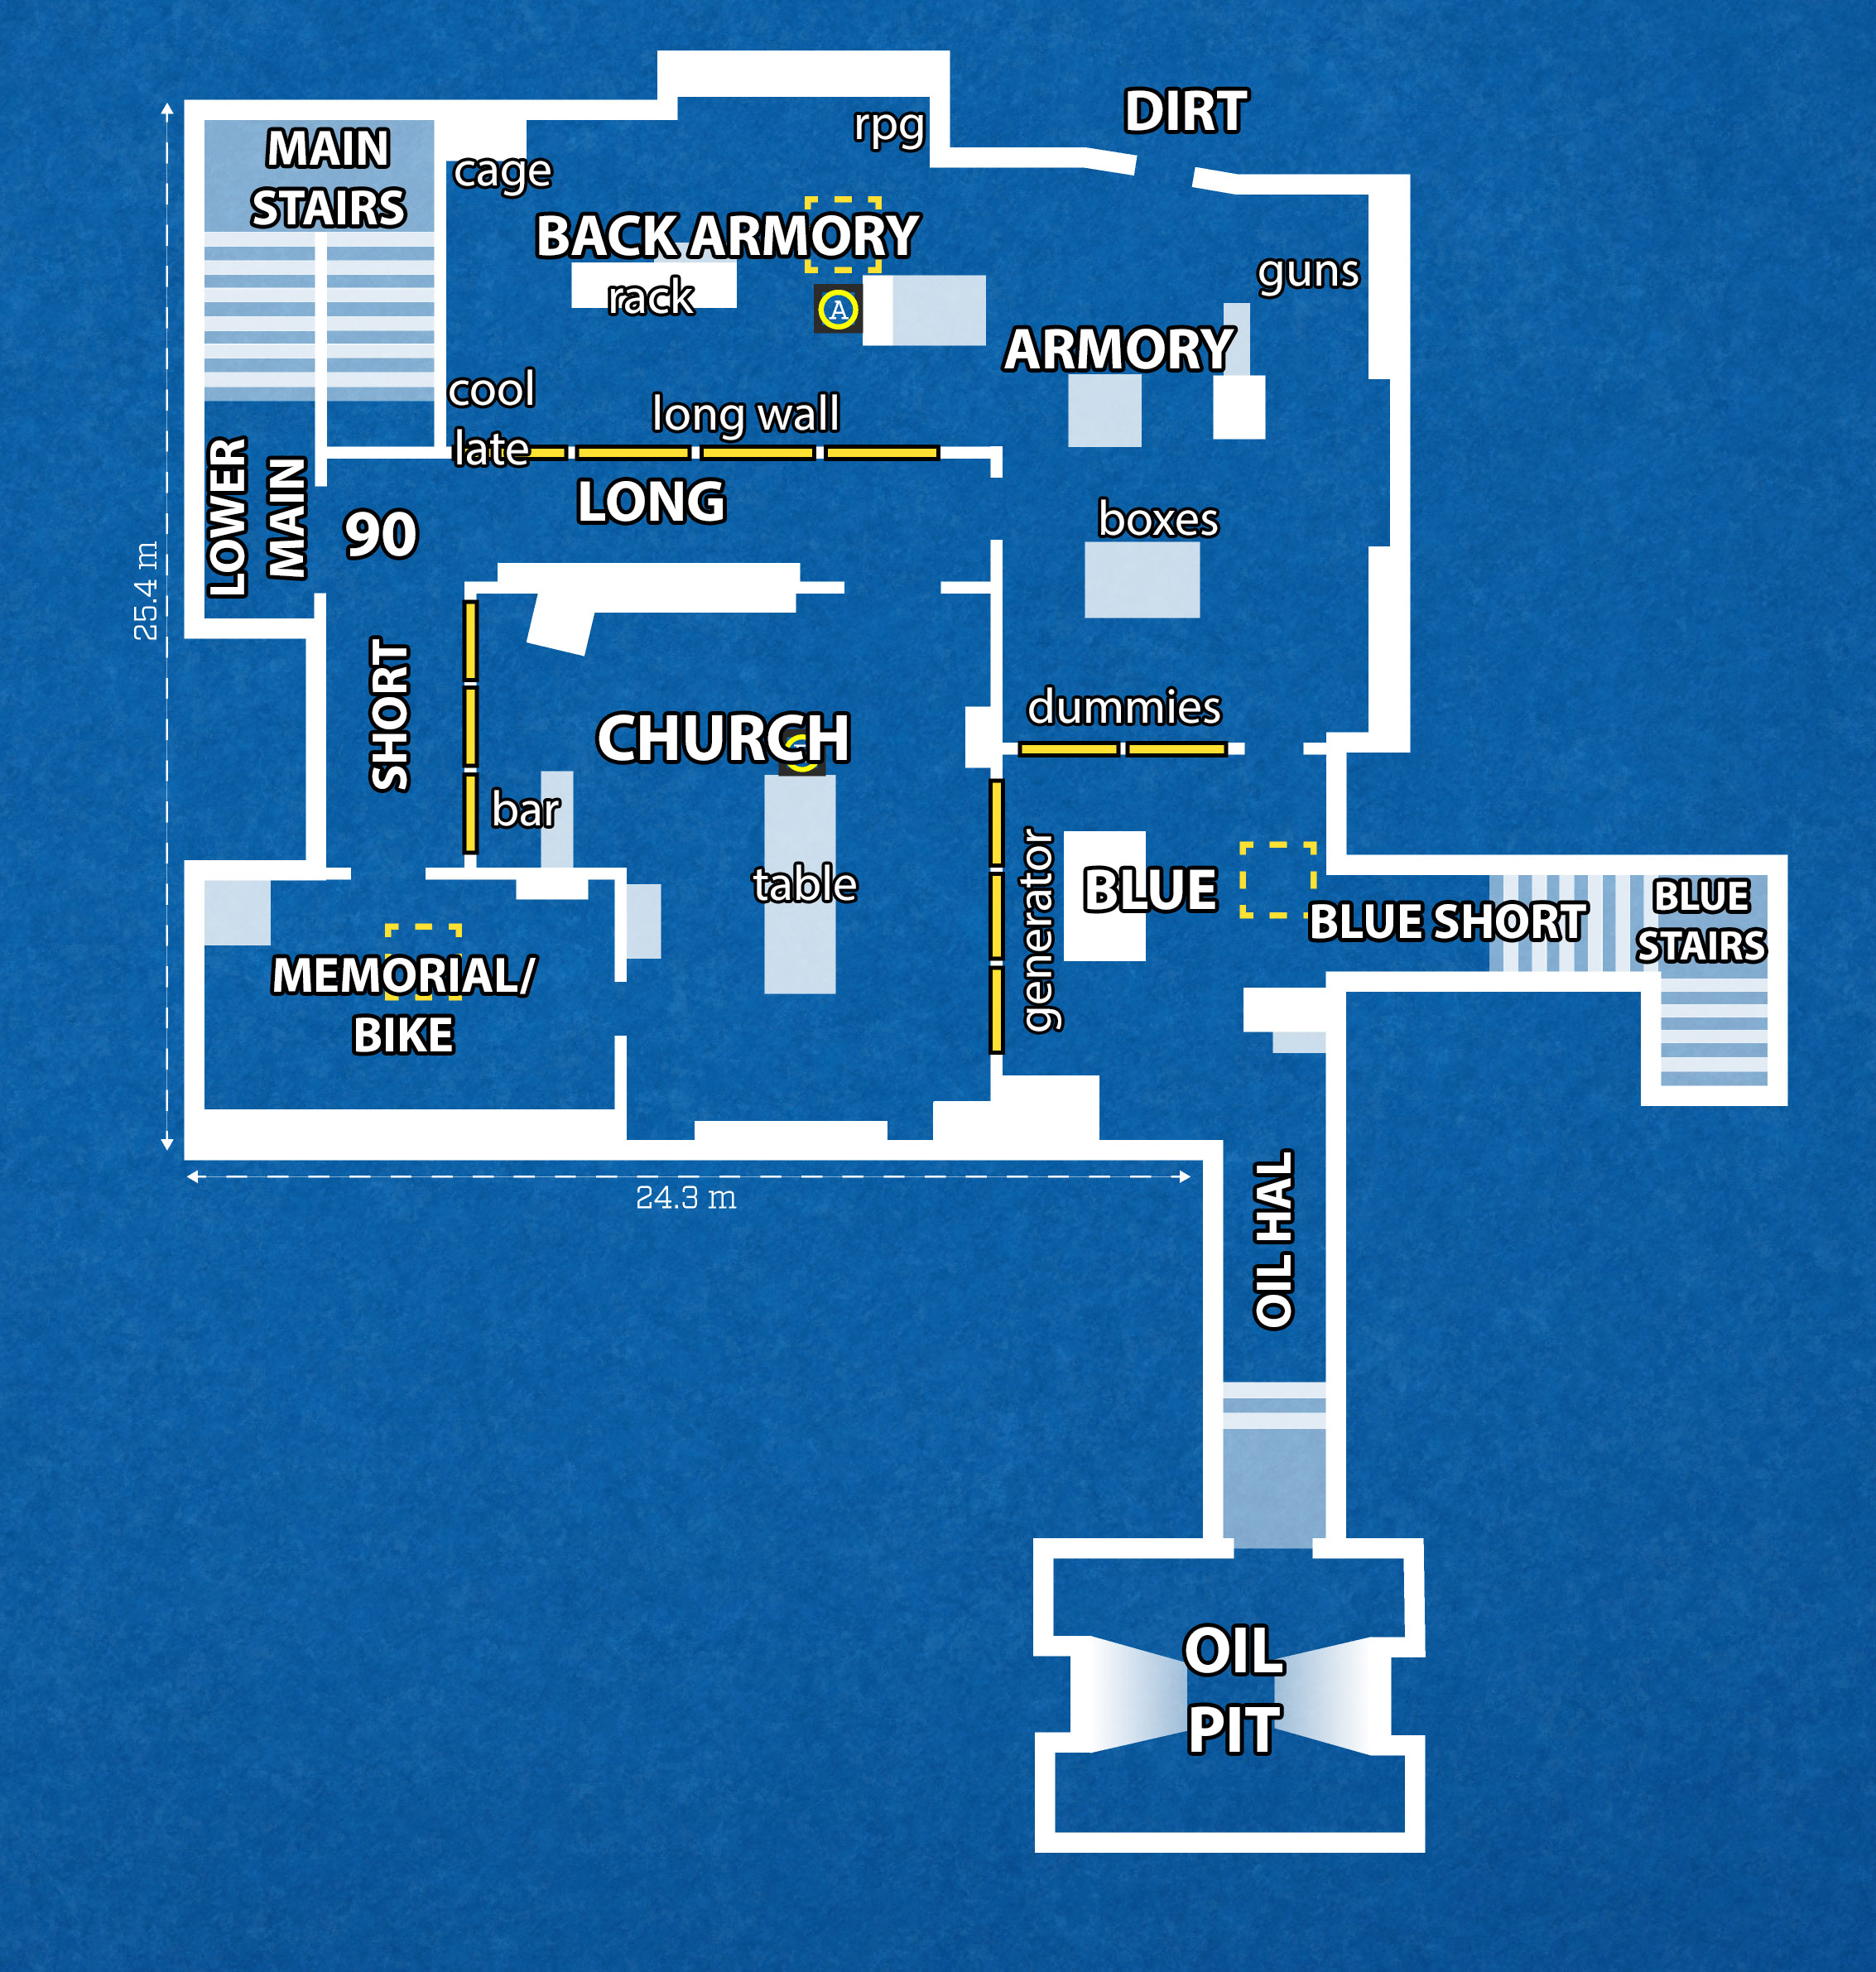 DIRT
rpg
MAIN
STAIRS
cage
BACK ARMORY
guns
rack
A
ARMORY
cool
late
long wall
LONG
LOWER
MAIN
90
boxes
25.4 m
SHORT
dummies
CHURCH
bar
table
generator
BLUE
BLUE SHORT
BLUE
STAIRS
MEMORIAL/
BIKE
24.3 m
OIL HAL
OIL
PIT